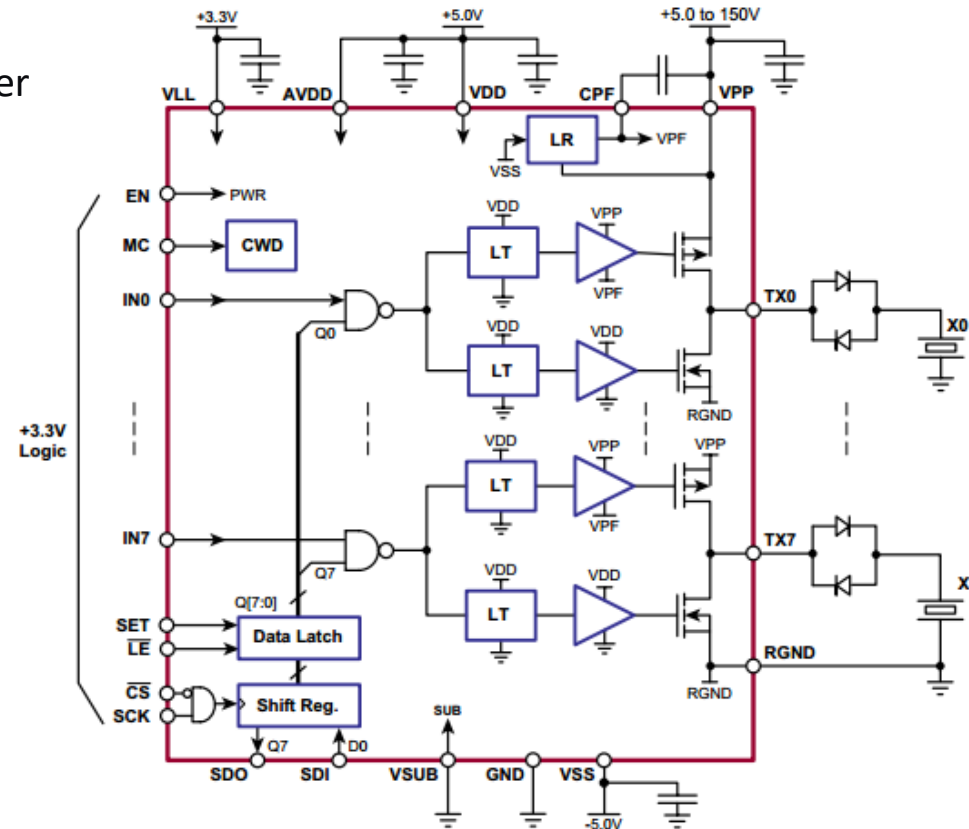 er
+3.3V
+5.0V
+5.0 to 150V
VLL
AVDD
VDD
CPF
VPP
LR
VPF
VSS
EN
PWR
MC
CWD
VDD
VPP
IN0
LT
VPF
TX0
X0
Q0
VDD
VDD
LT
RGND
+3.3V
Logic
VDD
VPP
VPP
LT
IN7
VPF
TX7
Q7
VDD
VDD
X
Q[7:0]
LT
SET
Data Latch
LE
RGND
CS
Shift Reg.
RGND
SCK
SUB
Q7
D0
SDO
SDI
VSUB
GND
VSS
-5.0V